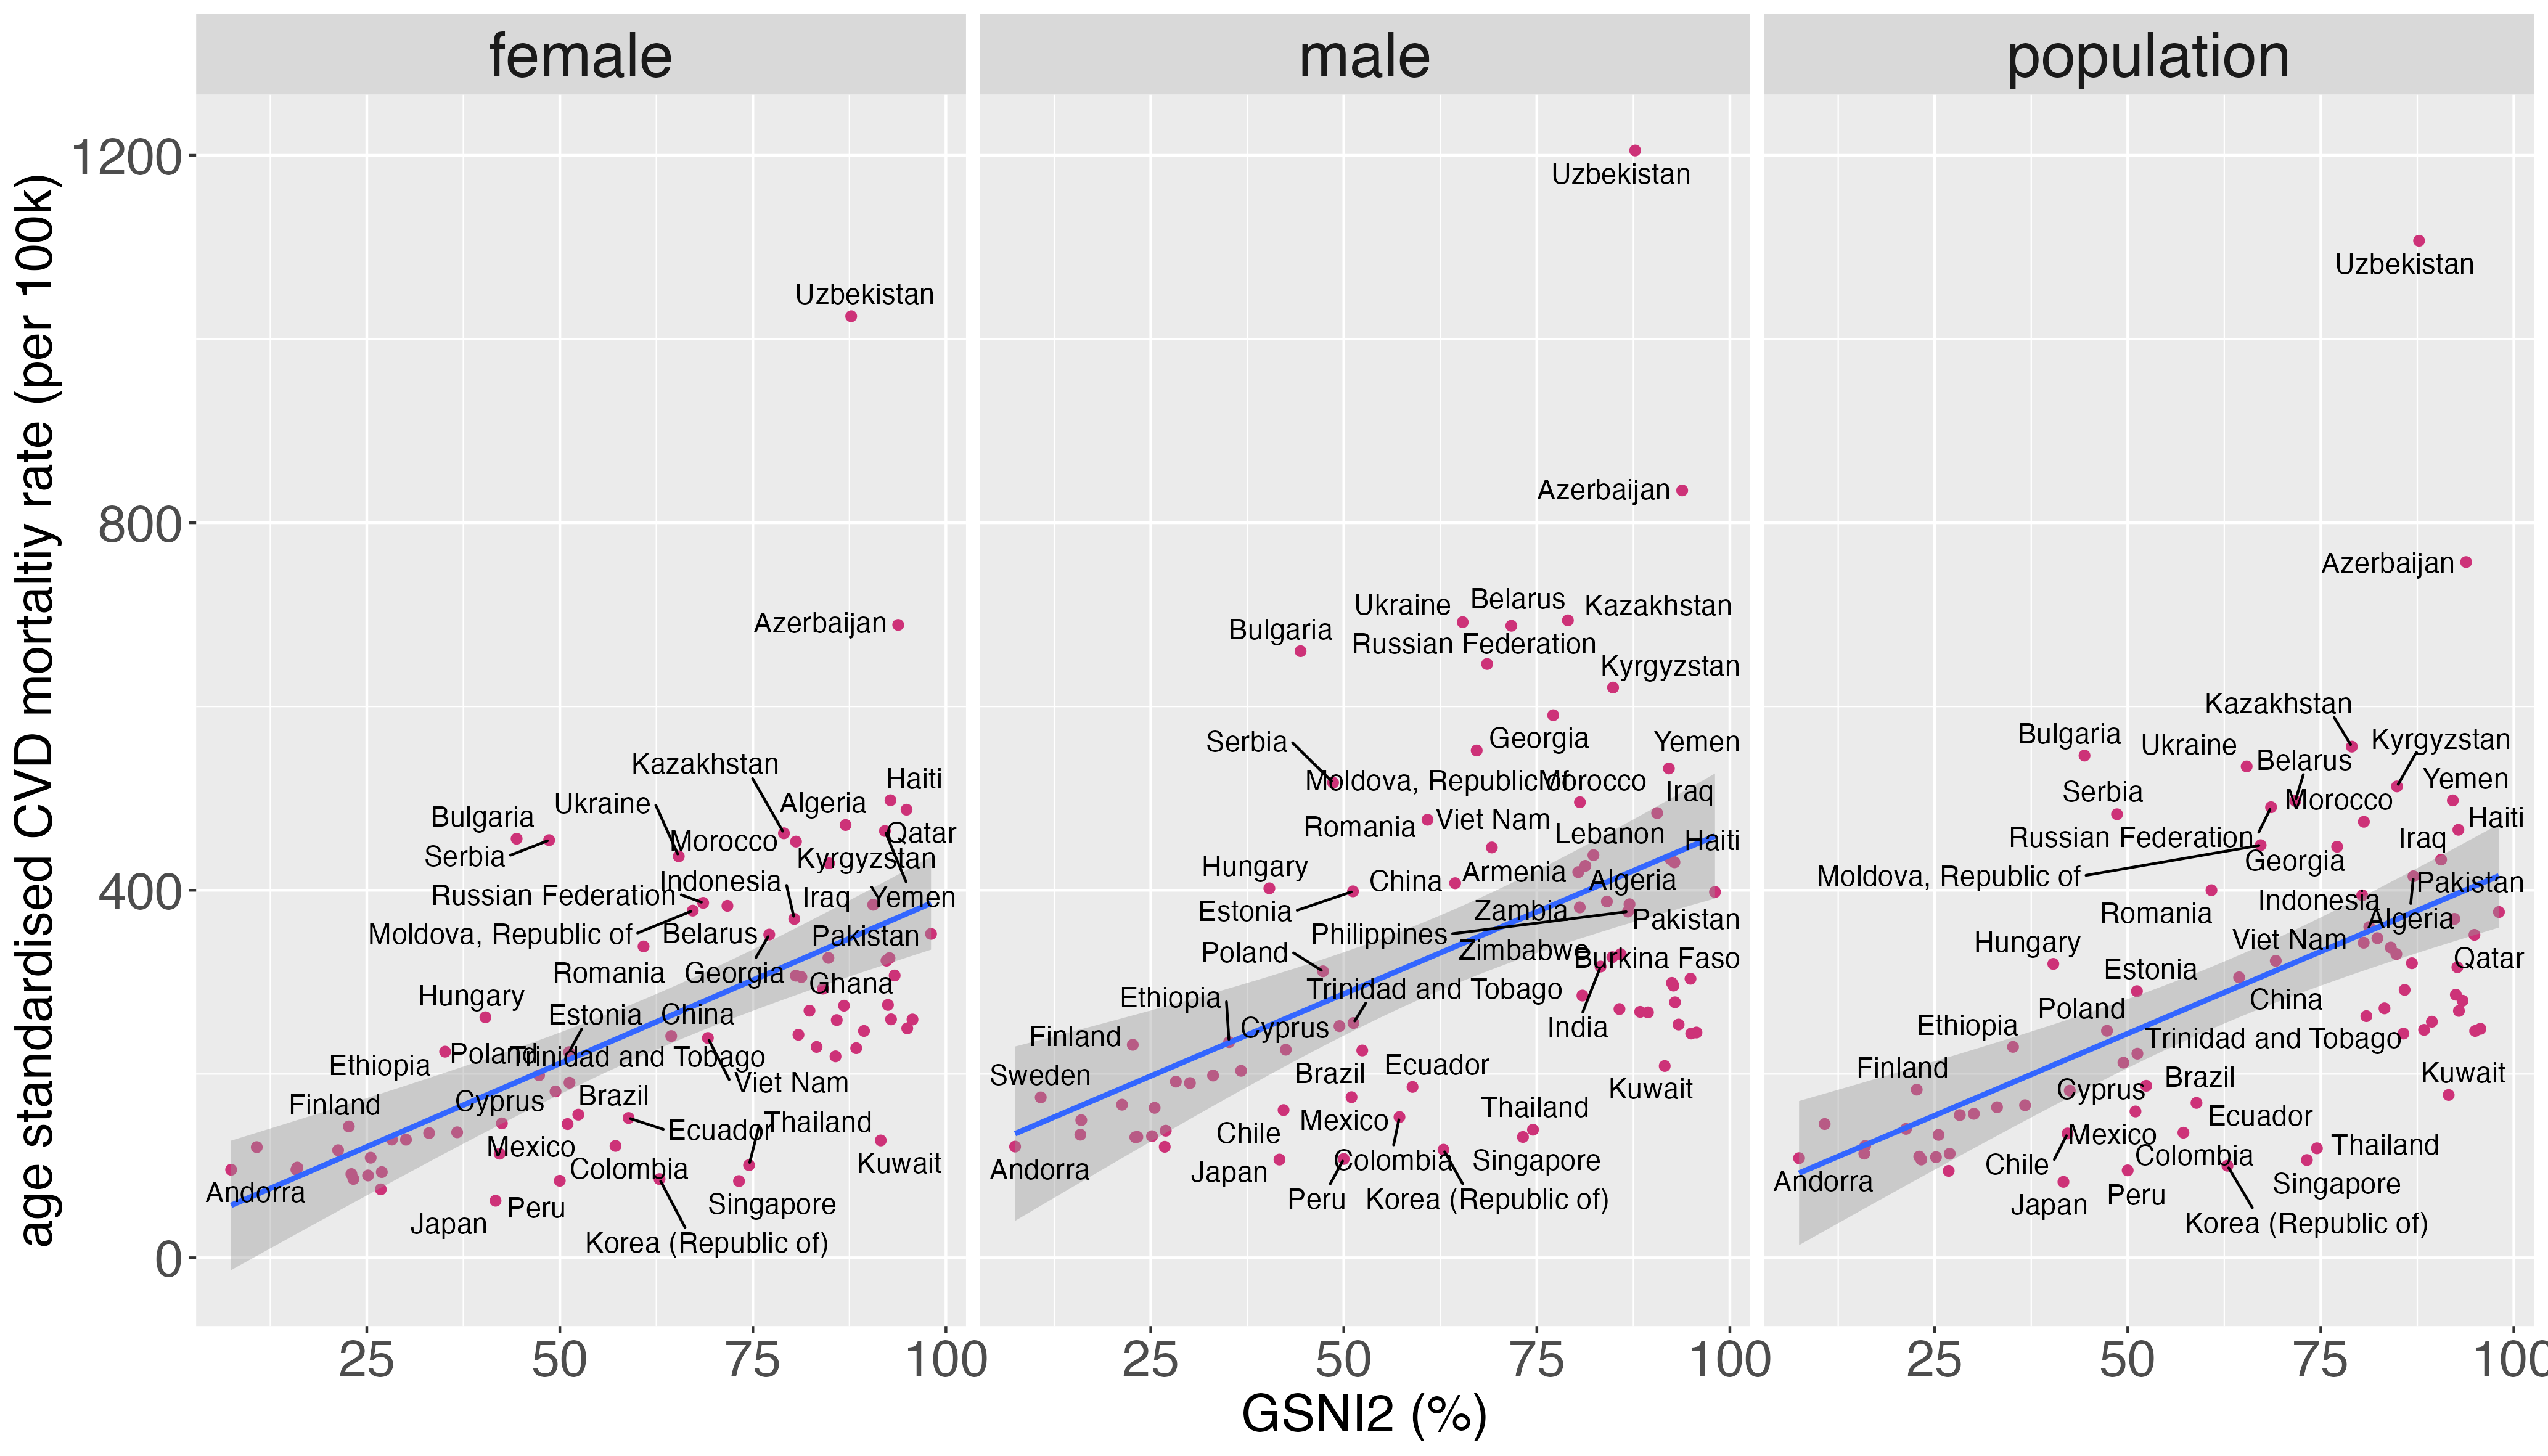 female
male
population
age standardised CVD mortaltiy rate (per 100k)
1200
800
400
0
Uzbekistan
Azerbaijan
Kazakhstan
Haiti
Bulgaria
Ukraine
Algeria
Serbia
Morocco
Qatar
Kyrgyzstan
Russian Federation
Indonesia
Iraq
Yemen
Moldova, Republic of
Belarus
Pakistan
Romania
Georgia
Ghana
Hungary
Estonia
China
Ethiopia
Poland
Trinidad and Tobago
Viet Nam
Finland
Cyprus
Brazil
Ecuador
Thailand
Mexico
Colombia
Kuwait
Andorra
Japan
Peru
Singapore
Korea (Republic of)
25
50
75
100
Uzbekistan
Azerbaijan
Ukraine
Belarus
Kazakhstan
Bulgaria
Russian Federation
Kyrgyzstan
Serbia
Georgia
Yemen
Moldova, Republic of
Morocco
Iraq
Romania
Viet Nam
Lebanon
Haiti
Hungary
China
Armenia
Algeria
Estonia
Zambia
Pakistan
Philippines
Poland
Zimbabwe
Burkina Faso
Ethiopia
Trinidad and Tobago
India
Finland
Cyprus
Sweden
Brazil
Ecuador
Kuwait
Thailand
Mexico
Chile
Andorra
Japan
Colombia
Singapore
Peru
Korea (Republic of)
25
50
75
100
Uzbekistan
Azerbaijan
Kazakhstan
Bulgaria
Ukraine
Kyrgyzstan
Belarus
Yemen
Serbia
Morocco
Haiti
Russian Federation
Iraq
Georgia
Moldova, Republic of
Pakistan
Romania
Indonesia
Algeria
Hungary
Viet Nam
Qatar
Estonia
Poland
China
Ethiopia
Trinidad and Tobago
Finland
Cyprus
Brazil
Kuwait
Ecuador
Mexico
Colombia
Thailand
Chile
Andorra
Japan
Peru
Singapore
Korea (Republic of)
25
50
75
100
GSNI2 (%)